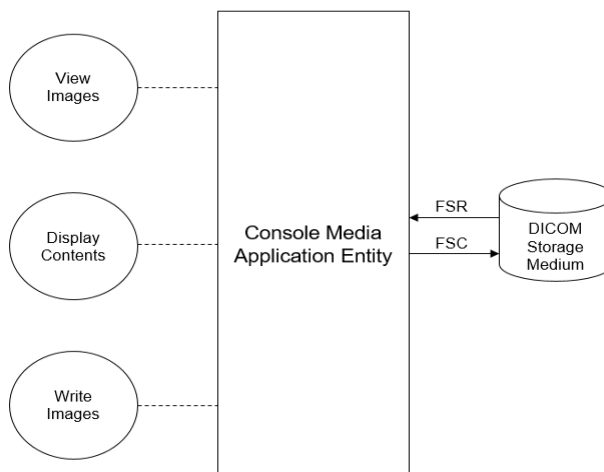 View
Images
Display
Contents
Write
Images
Console Media
Application Entity
FSR
FSC
DICOM
Storage
Medium